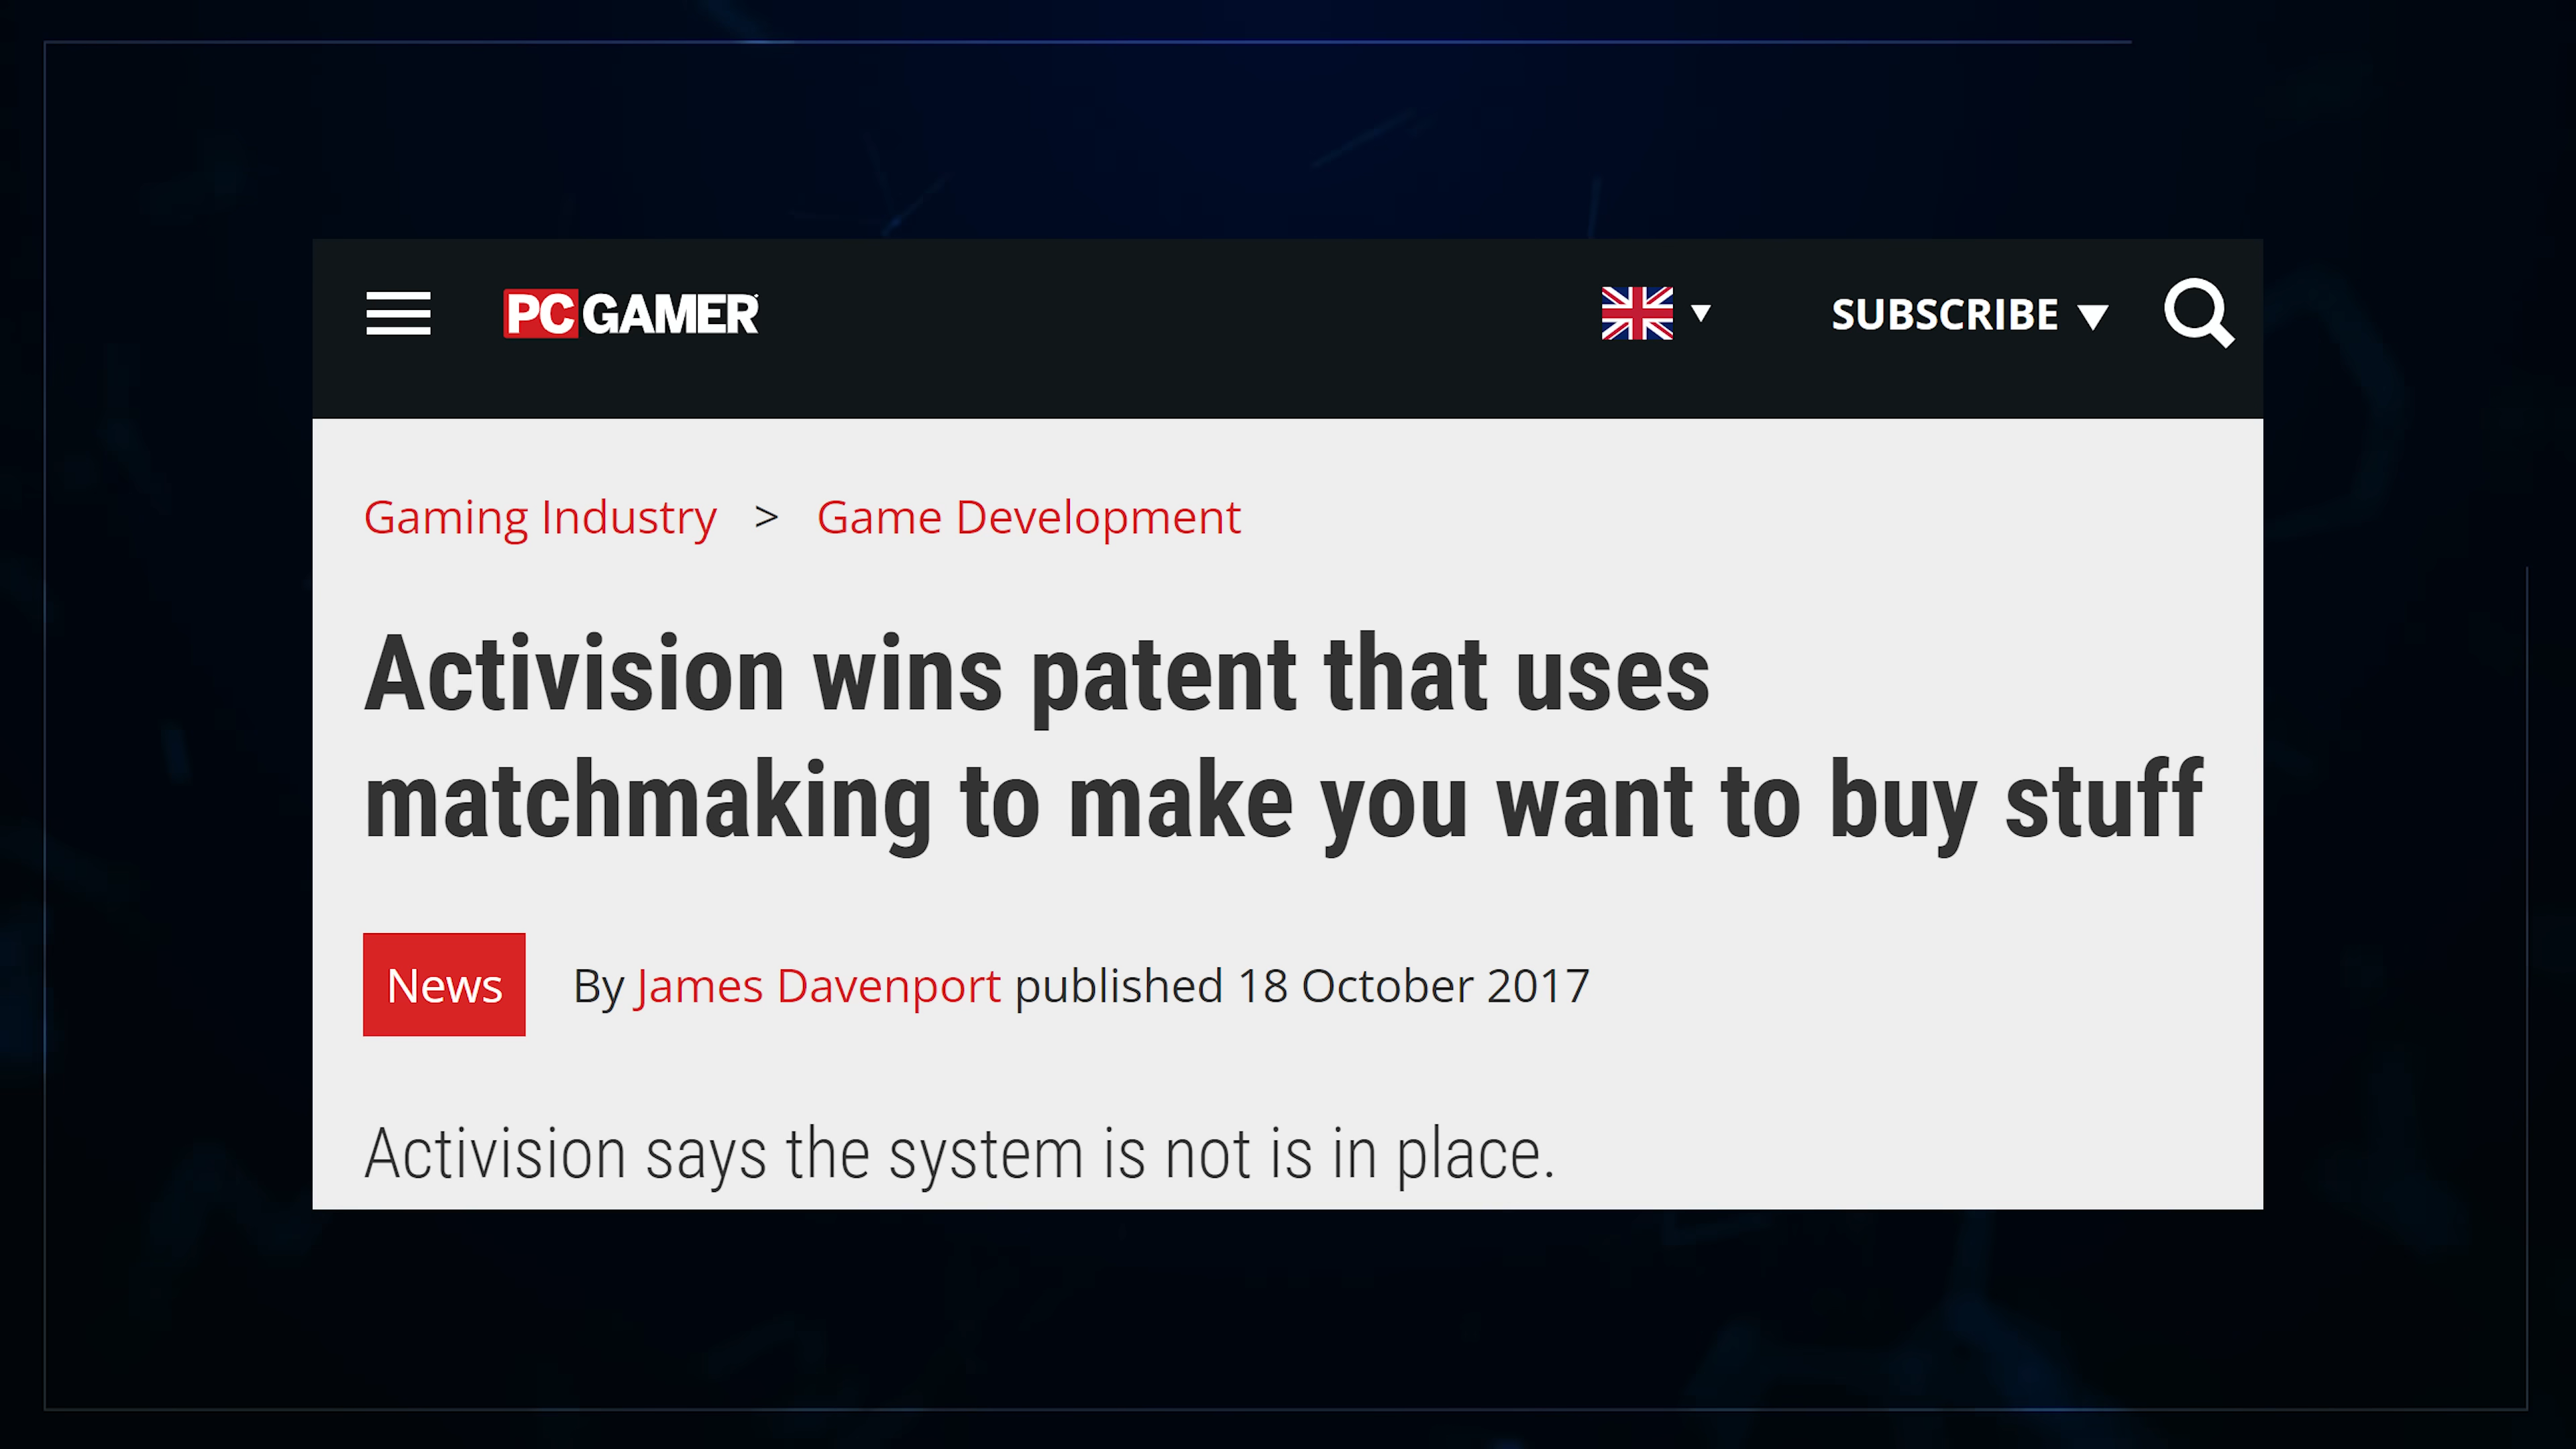 PC GAMER
SUBSCRIBE
Gaming Industry > Game Development
Activision wins patent that uses
matchmaking to make you want to buy stuff
News
By James Davenport published 18 October 2017
Activision says the system is not is in place.